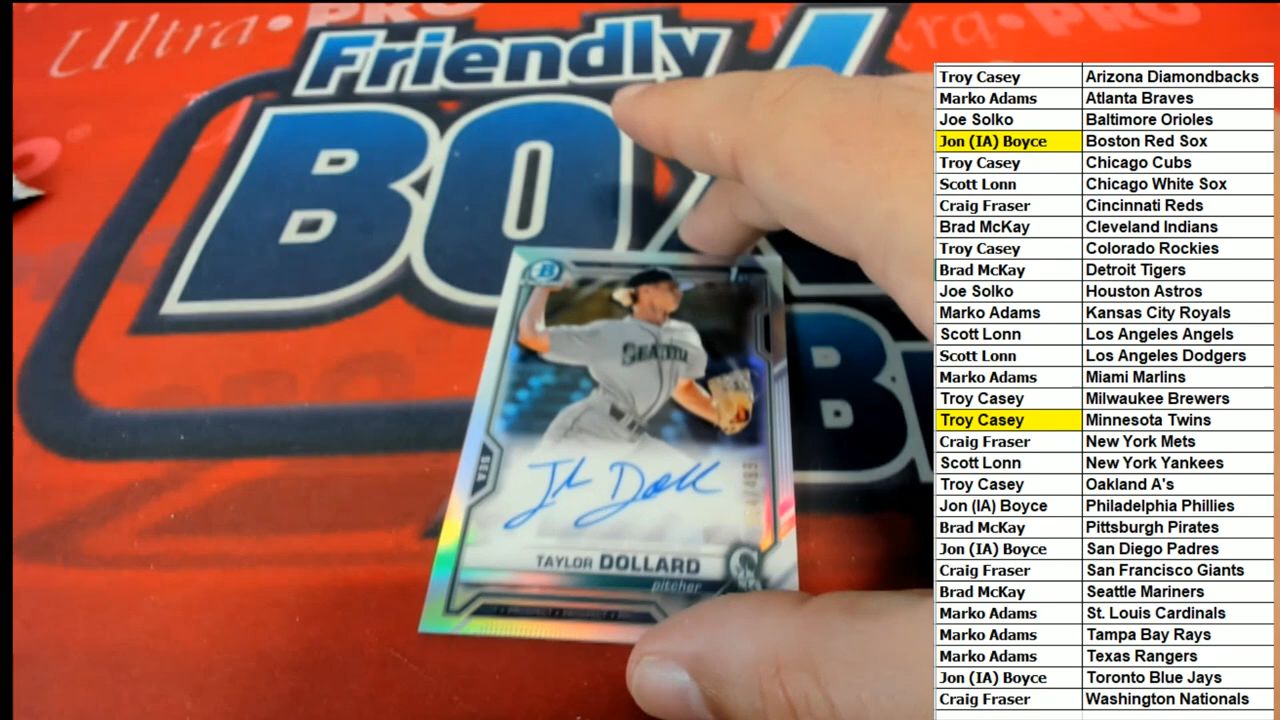 Ultra•PRO
Friendly
BOX
B
SEA
SEATTLE
TAYLOR DOLLARD
pitcher
Troy Casey Arizona Diamondbacks
Marko Adams Atlanta Braves
Joe Solko Baltimore Orioles
Jon (IA) Boyce Boston Red Sox
Troy Casey Chicago Cubs
Scott Lonn Chicago White Sox
Craig Fraser Cincinnati Reds
Brad McKay Cleveland Indians
Troy Casey Colorado Rockies
Brad McKay Detroit Tigers
Joe Solko Houston Astros
Marko Adams Kansas City Royals
Scott Lonn Los Angeles Angels
Scott Lonn Los Angeles Dodgers
Marko Adams Miami Marlins
Troy Casey Milwaukee Brewers
Troy Casey Minnesota Twins
Craig Fraser New York Mets
Scott Lonn New York Yankees
Troy Casey Oakland A's
Jon (IA) Boyce Philadelphia Phillies
Brad McKay Pittsburgh Pirates
Jon (IA) Boyce San Diego Padres
Craig Fraser San Francisco Giants
Brad McKay Seattle Mariners
Marko Adams St. Louis Cardinals
Marko Adams Tampa Bay Rays
Marko Adams Texas Rangers
Jon (IA) Boyce Toronto Blue Jays
Craig Fraser Washington Nationals